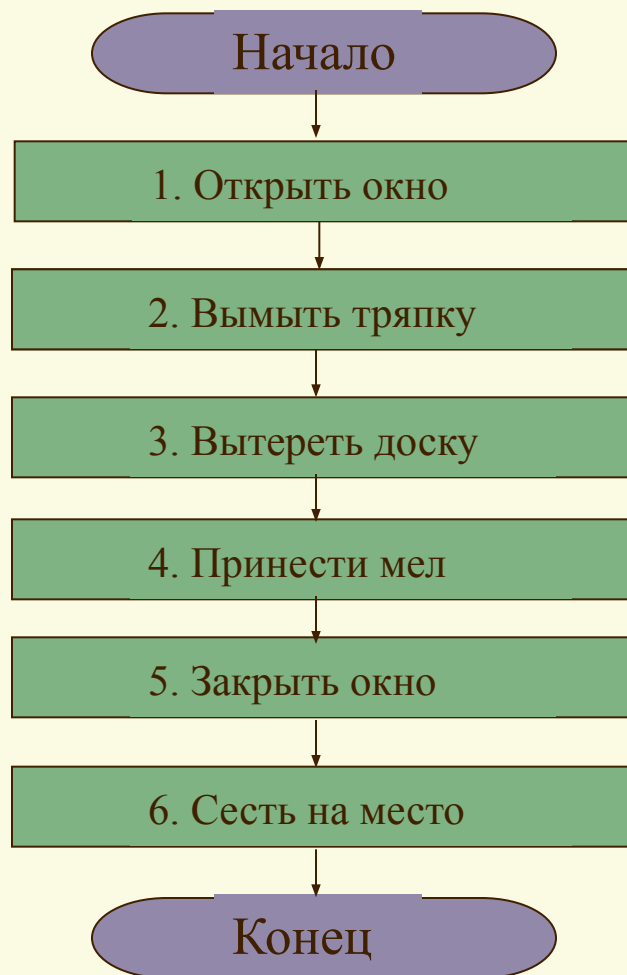 Начало
1. Открыть окно
2. Вымыть тряпку
3. Вытереть доску
4. Принести мел
5. Закрыть окно
6. Сесть на место
Конец